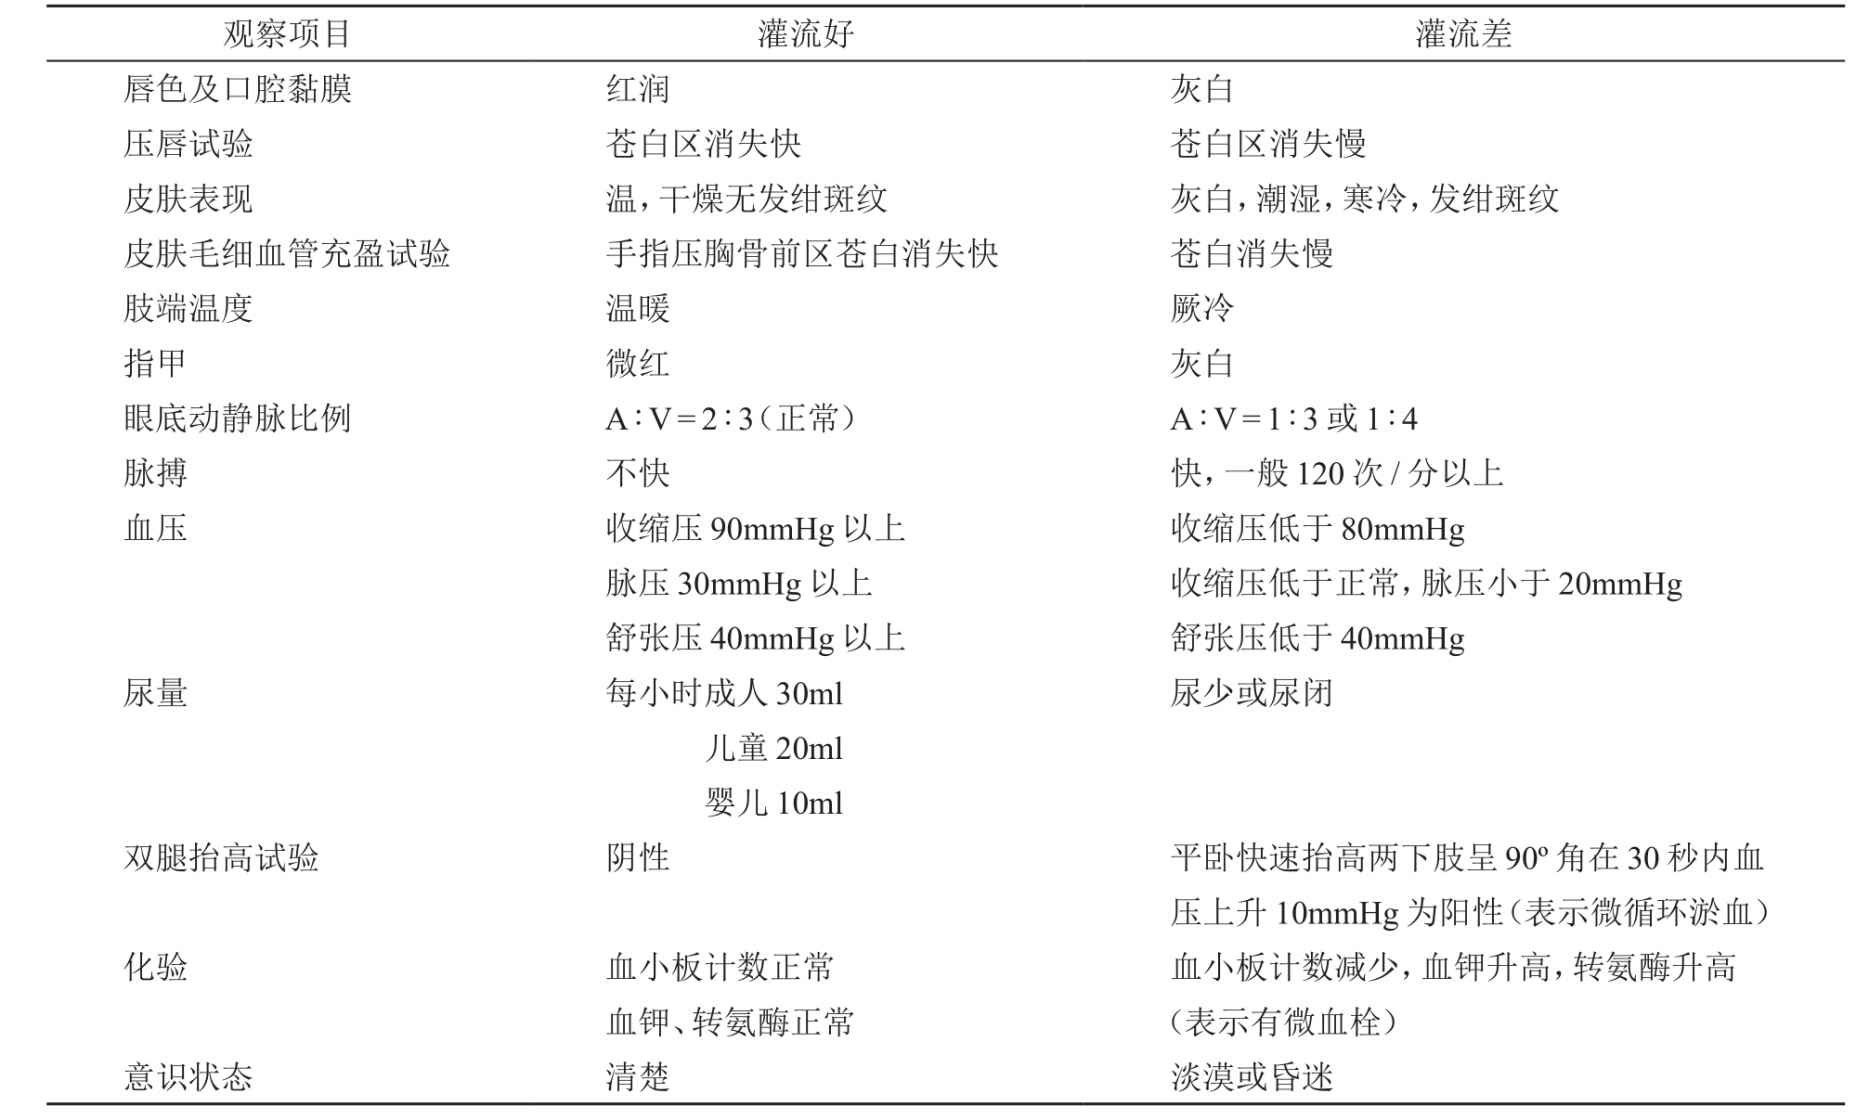 观察项目 灌流好 灌流差
唇色及口腔黏膜 红润 灰白
压唇试验 苍白区消失快 苍白区消失慢
皮肤表现 温，干燥无发绀斑纹 灰白，潮湿，寒冷，发绀斑纹
皮肤毛细血管充盈试验 手指压胸骨前区苍白消失快 苍白消失慢
肢端温度 温暖 厥冷
指甲 微红 灰白
眼底动静脉比例 A∶V=2∶3（正常） A∶V=1∶3 或 1∶4
脉搏 不快 快，一般 120 次 / 分以上
血压 收缩压 90mmHg 以上 收缩压低于 80mmHg
脉压 30mmHg 以上 收缩压低于正常，脉压小于 20mmHg
舒张压 40mmHg 以上 舒张压低于 40mmHg
尿量 每小时成人 30ml 尿少或尿闭
儿童 20ml
婴儿 10ml
双腿抬高试验 阴性 平卧快速抬高两下肢呈 90º 角在 30 秒内血
压上升 10mmHg 为阳性（表示微循环淤血）
化验 血小板计数正常 血小板计数减少，血钾升高，转氨酶升高
血钾、转氨酶正常 （表示有微血栓）
意识状态 清楚 淡漠或昏迷